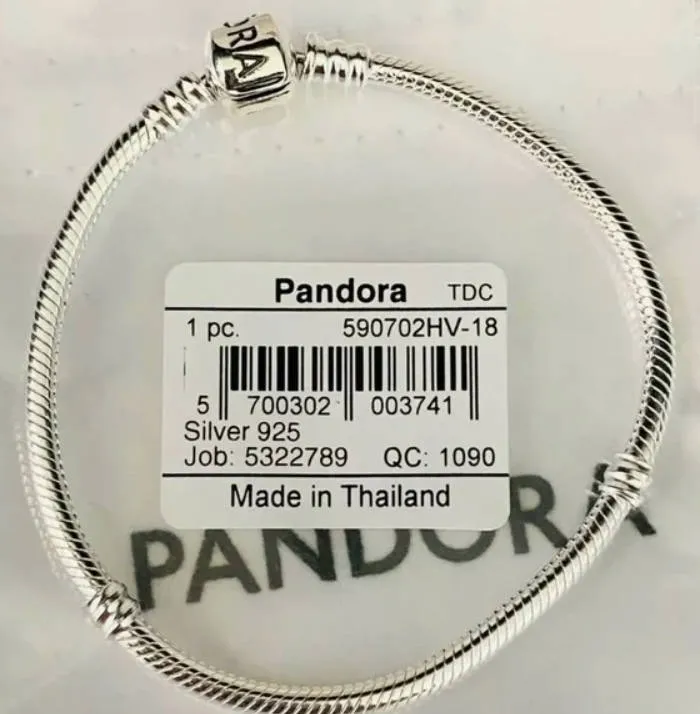 ORA
Pandora TDC
1 pc. 590702HV-18
5 700302 003741
Silver 925
Job: 5322789 QC: 1090
Made in Thailand
PANDORA